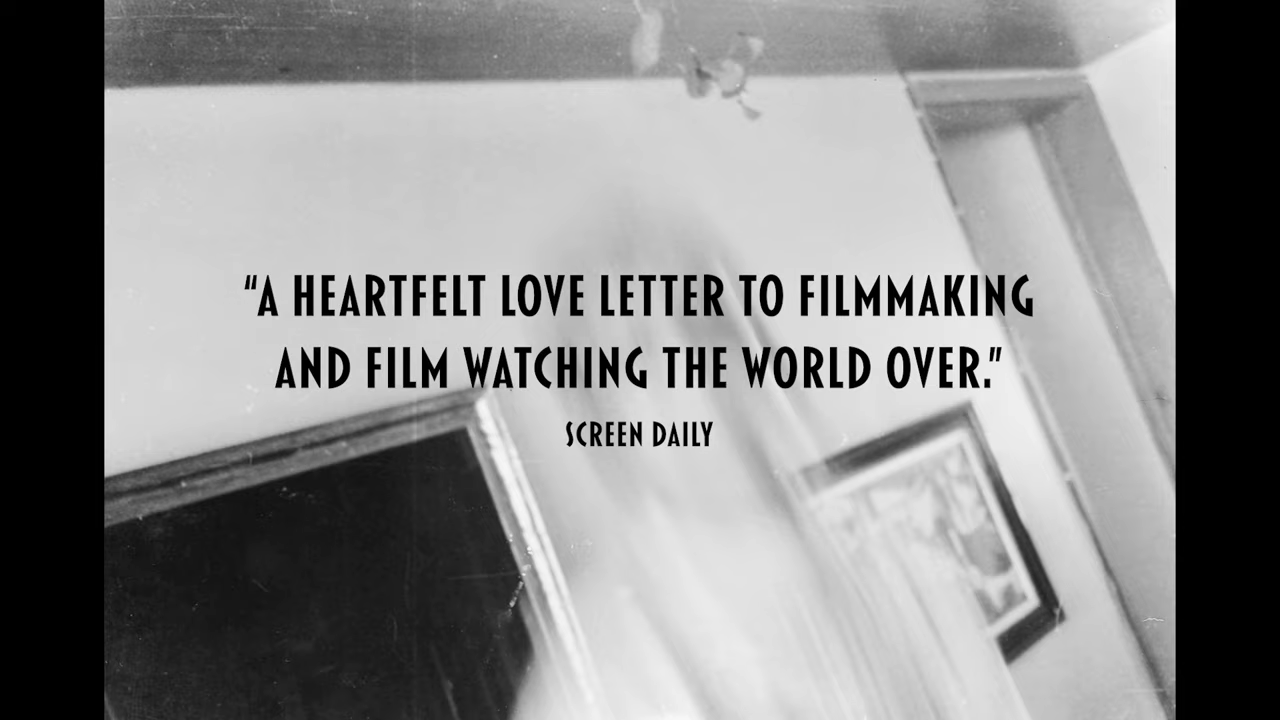 "A HEARTFELT LOVE LETTER TO FILMMAKING
AND FILM WATCHING THE WORLD OVER."
SCREEN DAILY